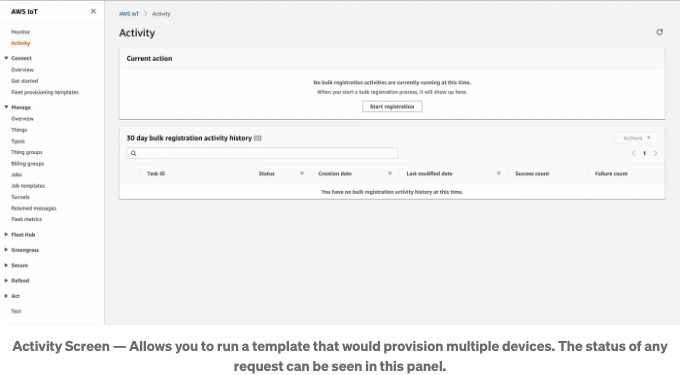 AWS IoT
Monitor
Activity
Connect
Overview
Get started
Fleet provisioning templates
Manage
Overview
Things
Types
Thing groups
Billing groups
Jobs
Job templates
Tunnels
Retained messages
Fleet metrics
Fleet Hub
Greengrass
Secure
Defend
Act
Test
AWS IoT > Activity
Activity
Current action
No bulk registration activities are currently running at this time.
When you start a bulk registration process, it will show up here.
Start registration
30 day bulk registration activity history (0)
Actions
1
Task ID Status Creation date Last modified date Success count Failure count
You have no bulk registration activity history at this time.
Activity Screen — Allows you to run a template that would provision multiple devices. The status of any
request can be seen in this panel.